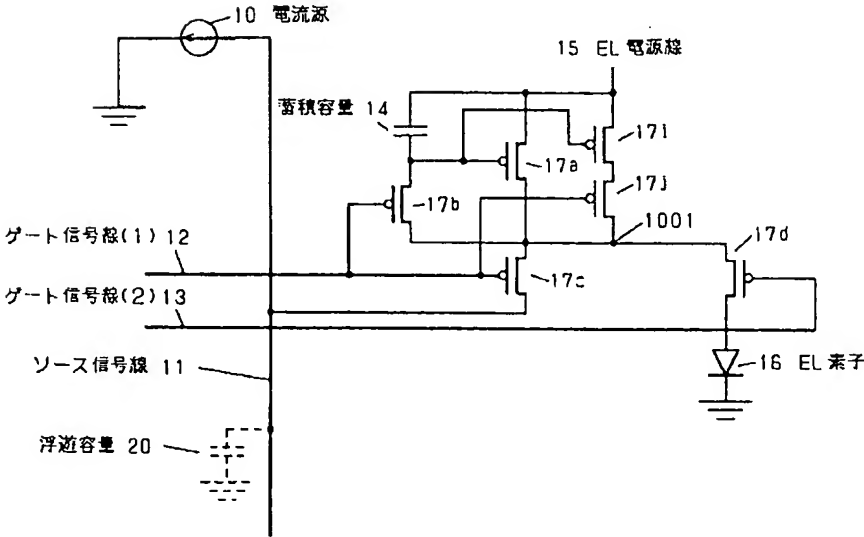 10 電流源
15 EL 電源線
蓄積容量 14
17i
17a
17j
17b
1001
17d
ゲート信号線(1) 12
17c
ゲート信号線(2) 13
ソース信号線 11
16 EL 素子
浮遊容量 20